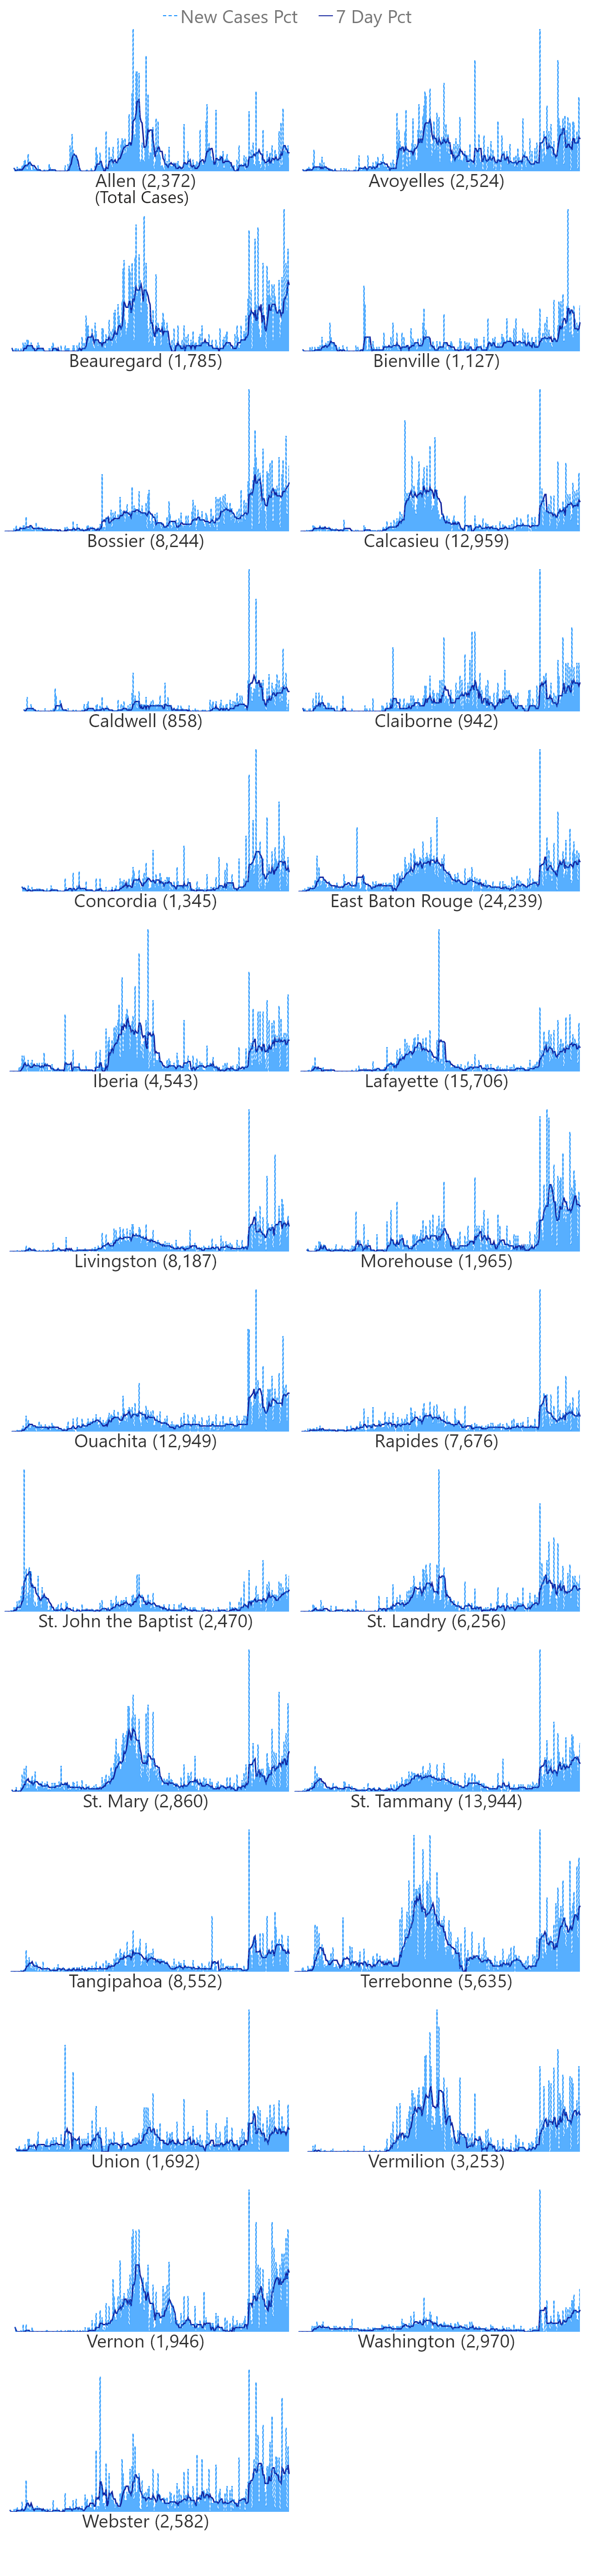 New Cases Pct 7 Day Pct
Allen (2,372)
(Total Cases)
Avoyelles (2,524)
Beauregard (1,785)
Bienville (1,127)
Bossier (8,244)
Calcasieu (12,959)
Caldwell (858)
Claiborne (942)
Concordia (1,345)
East Baton Rouge (24,239)
Iberia (4,543)
Lafayette (15,706)
Livingston (8,187)
Morehouse (1,965)
Ouachita (12,949)
Rapides (7,676)
St. John the Baptist (2,470)
St. Landry (6,256)
St. Mary (2,860)
St. Tammany (13,944)
Tangipahoa (8,552)
Terrebonne (5,635)
Union (1,692)
Vermilion (3,253)
Vernon (1,946)
Washington (2,970)
Webster (2,582)